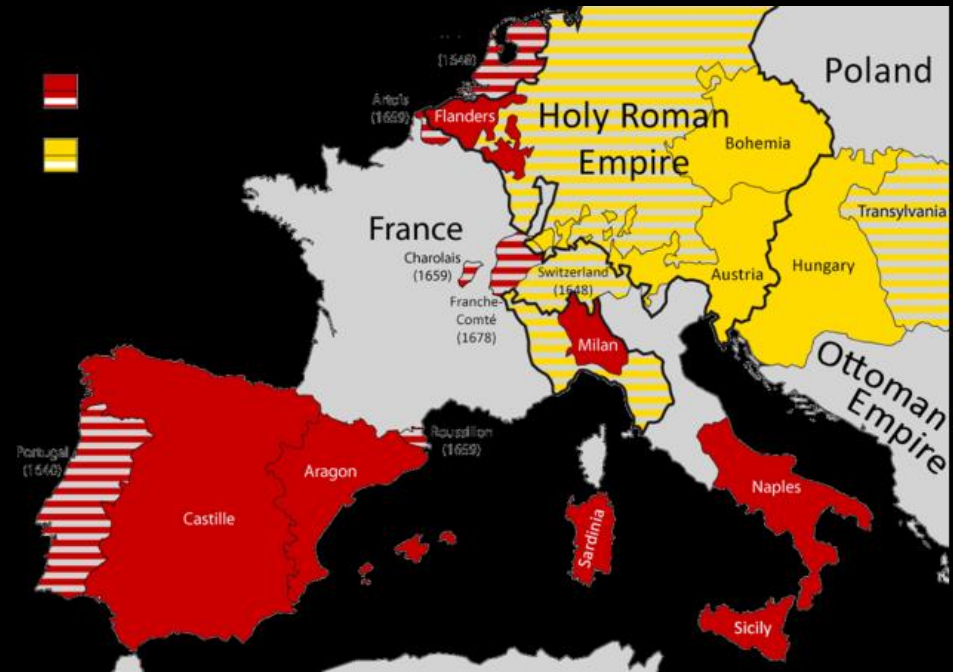 (1648)
Poland
Artois
(1659)
Flanders
Holy Roman
Empire
Bohemia
Transylvania
France
Charolais
(1659)
Switzerland
(1648)
Austria
Hungary
Franche-
Comté
(1678)
Milan
Ottoman
Empire
Roussillon
(1659)
Portugal
(1640)
Aragon
Castille
Naples
Sardinia
Sicily